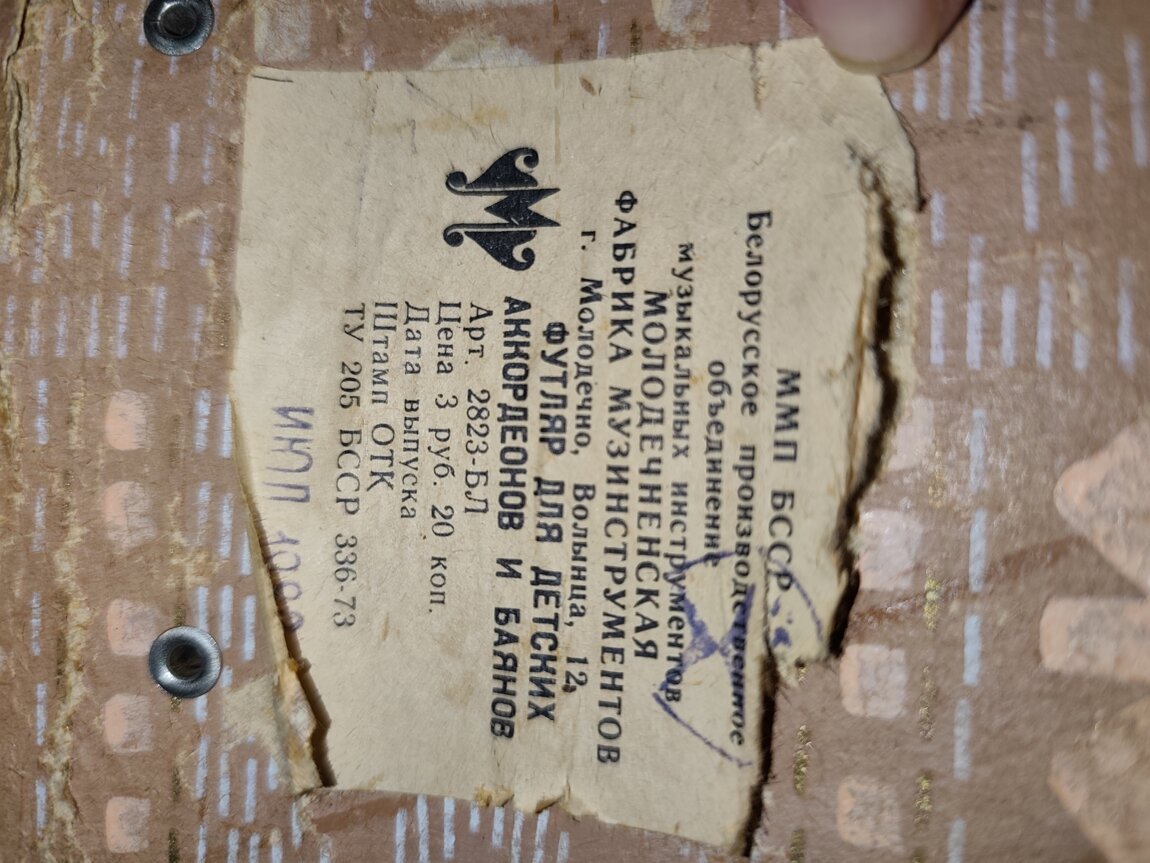 ММП БССР
Белорусское производственное
объединение
музыкальных инструментов
МОЛОДЕЧНЕНСКАЯ
ФАБРИКА МУЗИНСТРУМЕНТОВ
г. Молодечно, Волынца, 12,
ФУТЛЯР ДЛЯ ДЕТСКИХ
АККОРДЕОНОВ И БАЯНОВ
Арт. 2823-БЛ
Цена 3 руб. 20 коп.
Дата выпуска
Штамп ОТК
ТУ 205 БССР 336-73